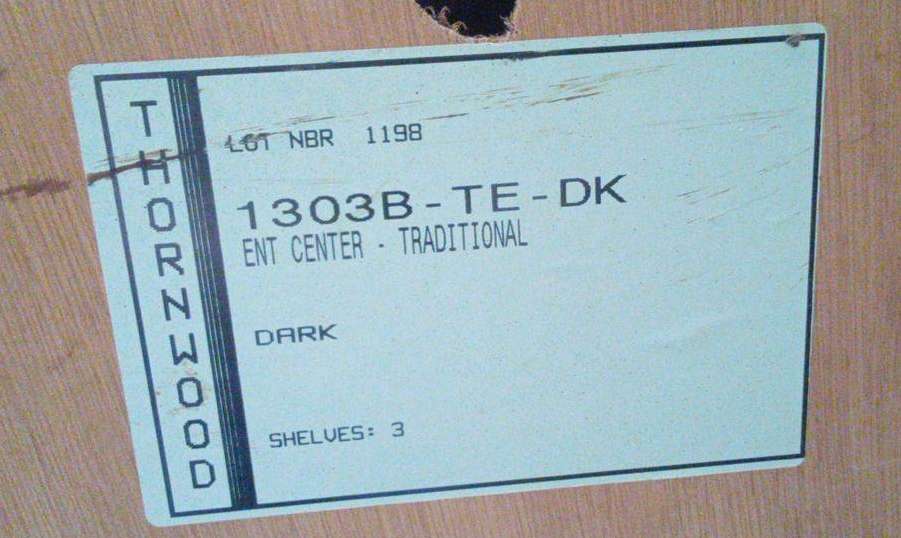 THORNWOOD
LOT NBR 1198
1303B-TE-DK
ENT CENTER - TRADITIONAL
DARK
SHELVES: 3